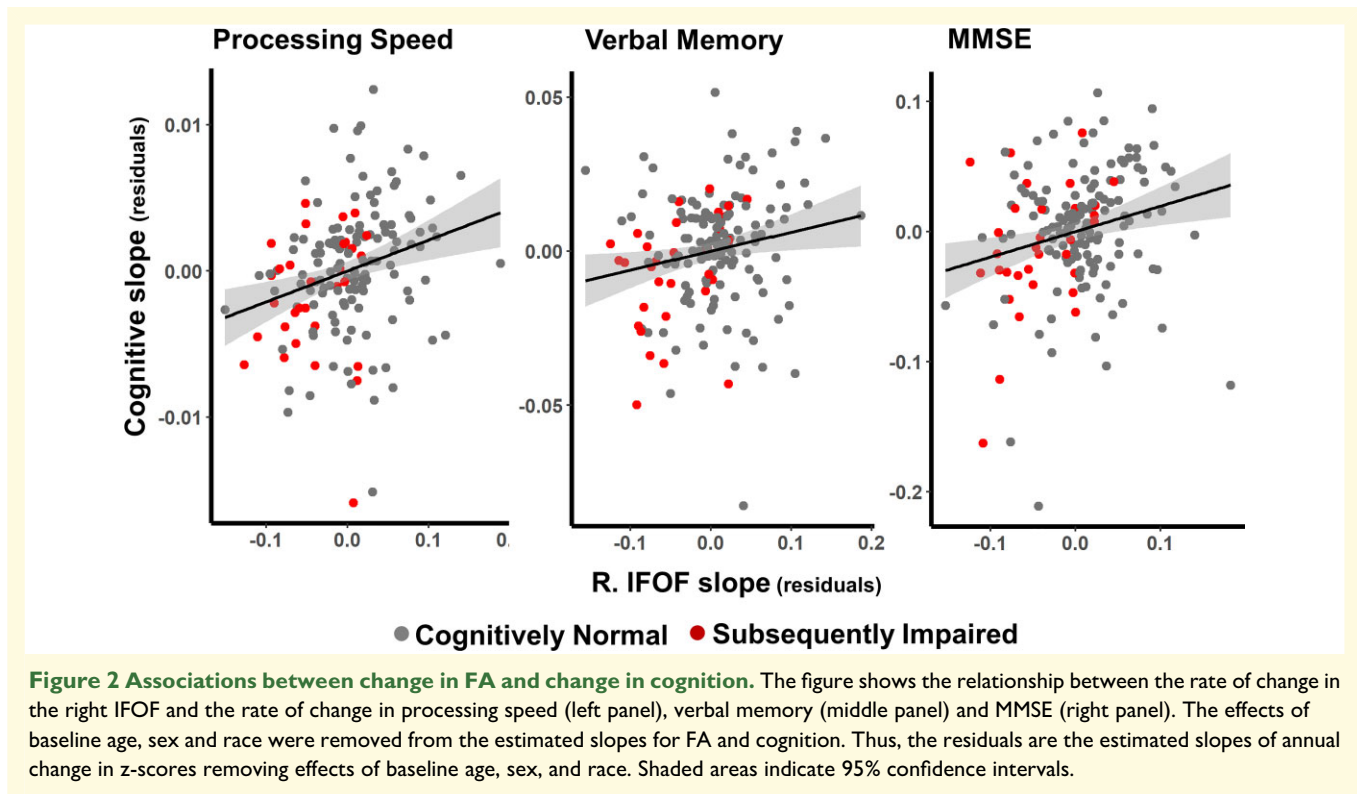 Processing Speed Verbal Memory MMSE
Cognitive slope (residuals)
0.01
0.00
-0.01
-0.1 0.0 0.1 0.
0.05
0.00
-0.05
-0.1 0.0 0.1 0.2
0.1
0.0
-0.1
-0.2
-0.1 0.0 0.1
R. IFOF slope (residuals)
Cognitively Normal Subsequently Impaired
Figure 2 Associations between change in FA and change in cognition. The figure shows the relationship between the rate of change in
the right IFOF and the rate of change in processing speed (left panel), verbal memory (middle panel) and MMSE (right panel). The effects of
baseline age, sex and race were removed from the estimated slopes for FA and cognition. Thus, the residuals are the estimated slopes of annual
change in z-scores removing effects of baseline age, sex, and race. Shaded areas indicate 95% confidence intervals.